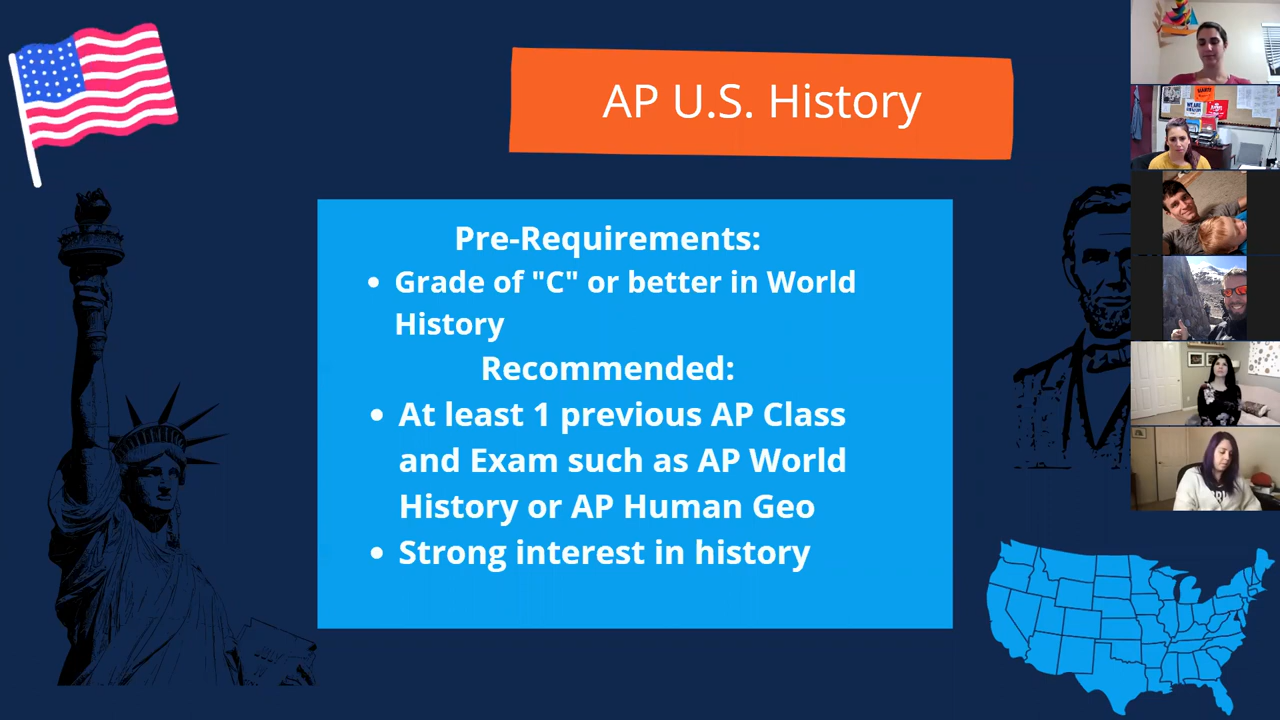 AP U.S. History
Pre-Requirements:
• Grade of "C" or better in World
History
Recommended:
• At least 1 previous AP Class
and Exam such as AP World
History or AP Human Geo
• Strong interest in history